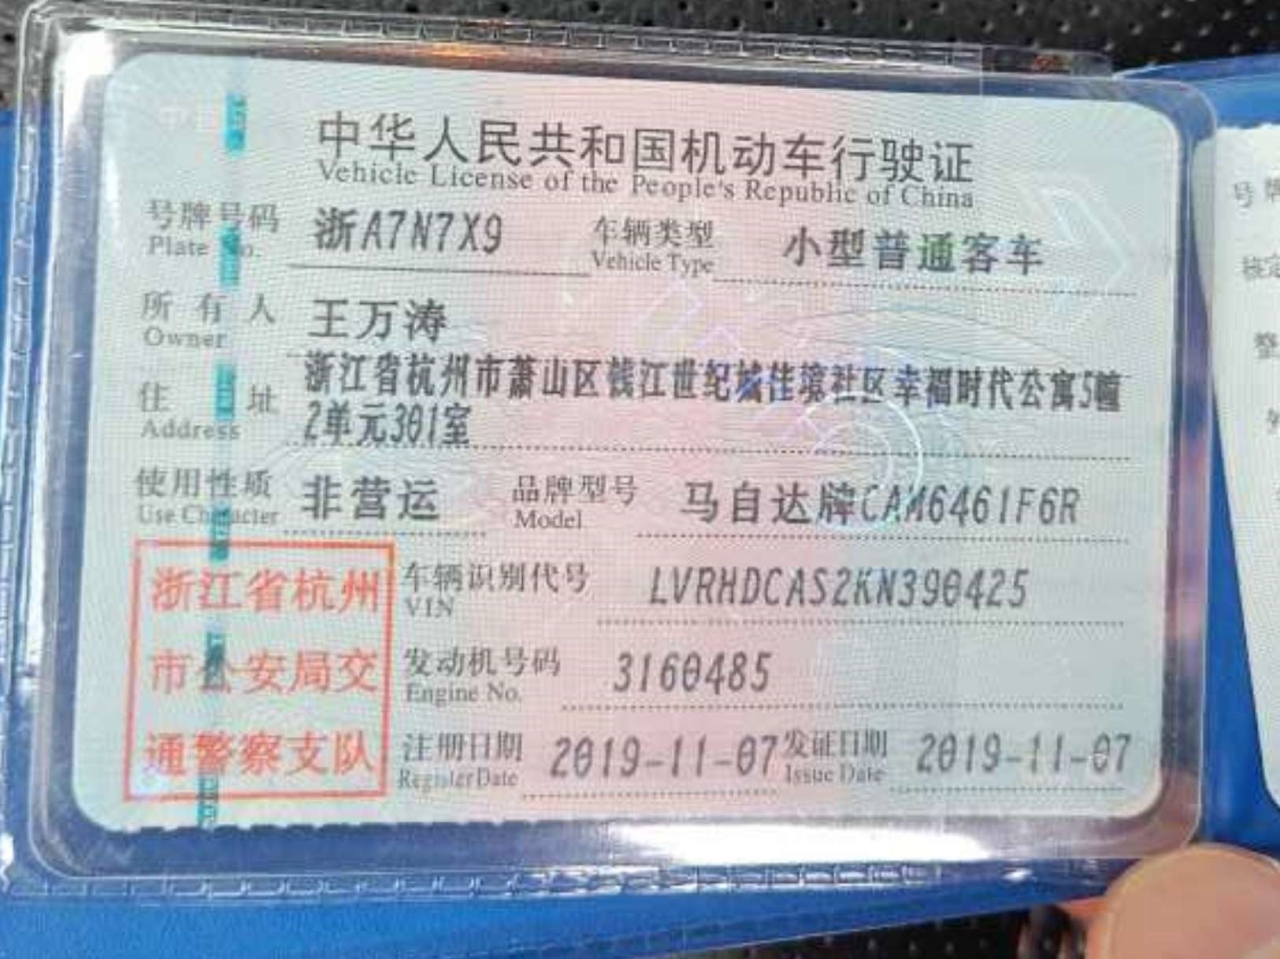 中华人民共和国机动车行驶证
Vehicle License of the People's Republic of China
号牌号码 浙A7N7X9 车辆类型 小型普通客车
Plate No. Vehicle Type
所有人 王万涛
Owner
浙江省杭州市萧山区钱江世纪城佳境社区幸福时代公寓5幢
住址 2单元301室
Address
使用性质 非营运 品牌型号 马自达牌CAM6461F6R
Use Character Model
浙江省杭州 车辆识别代号 LVRHDCAS2KN390425
VIN
市公安局交 发动机号码 3160485
Engine No.
通警察支队 注册日期 2019-11-07 发证日期 2019-11-07
Register Date Issue Date
号牌
核定
整